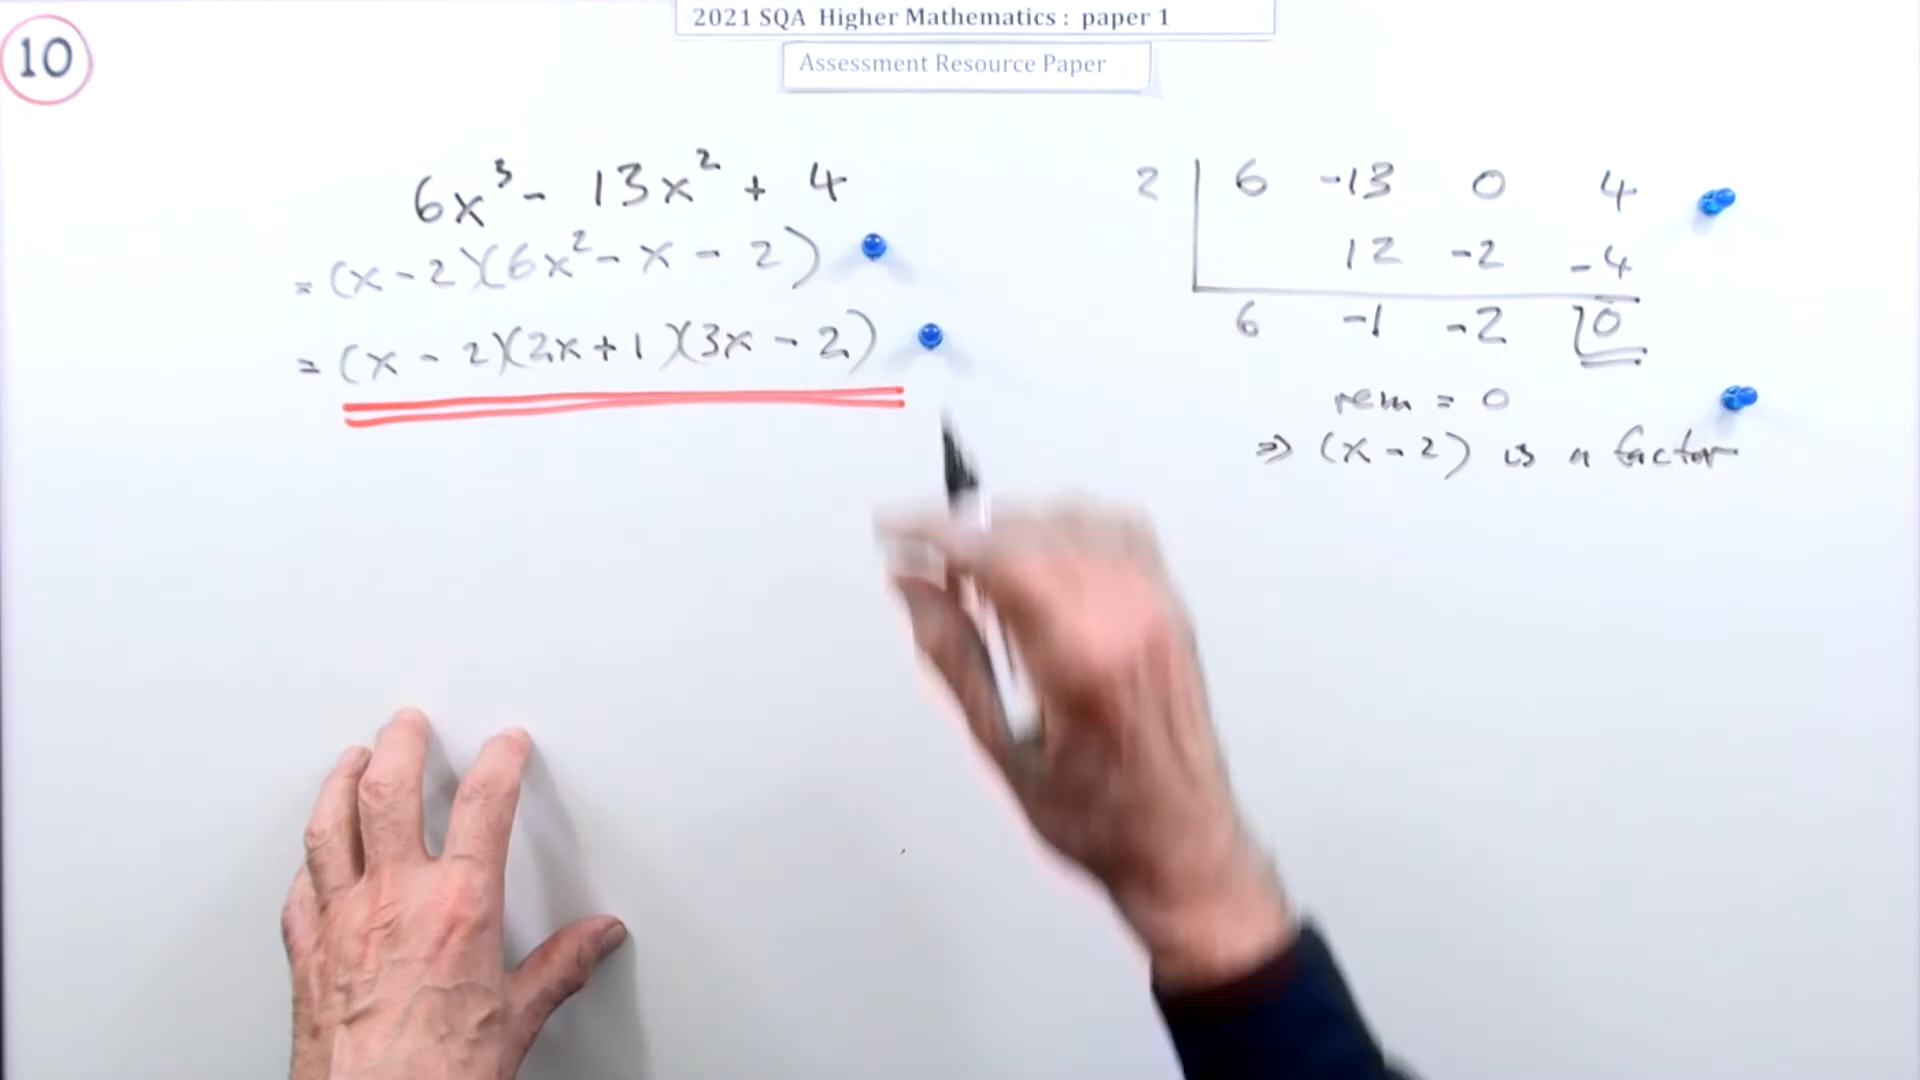 2021 SQA Higher Mathematics : paper 1
Assessment Resource Paper
10
6x³ - 13x² + 4
= (x - 2)(6x² - x - 2)
= (x - 2)(2x + 1)(3x - 2)
2 | 6 -13 0 4
12 -2 -4
6 -1 -2 0
rem = 0
⇒ (x - 2) is a factor